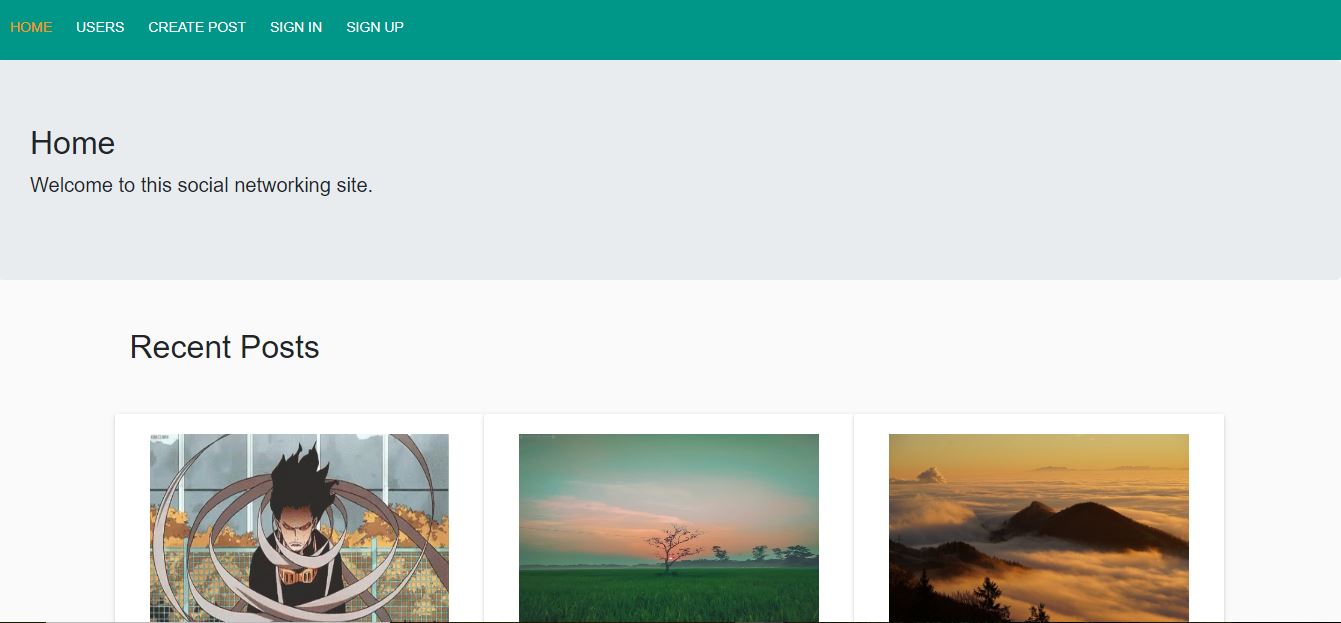 HOME USERS CREATE POST SIGN IN SIGN UP
Home
Welcome to this social networking site.
Recent Posts